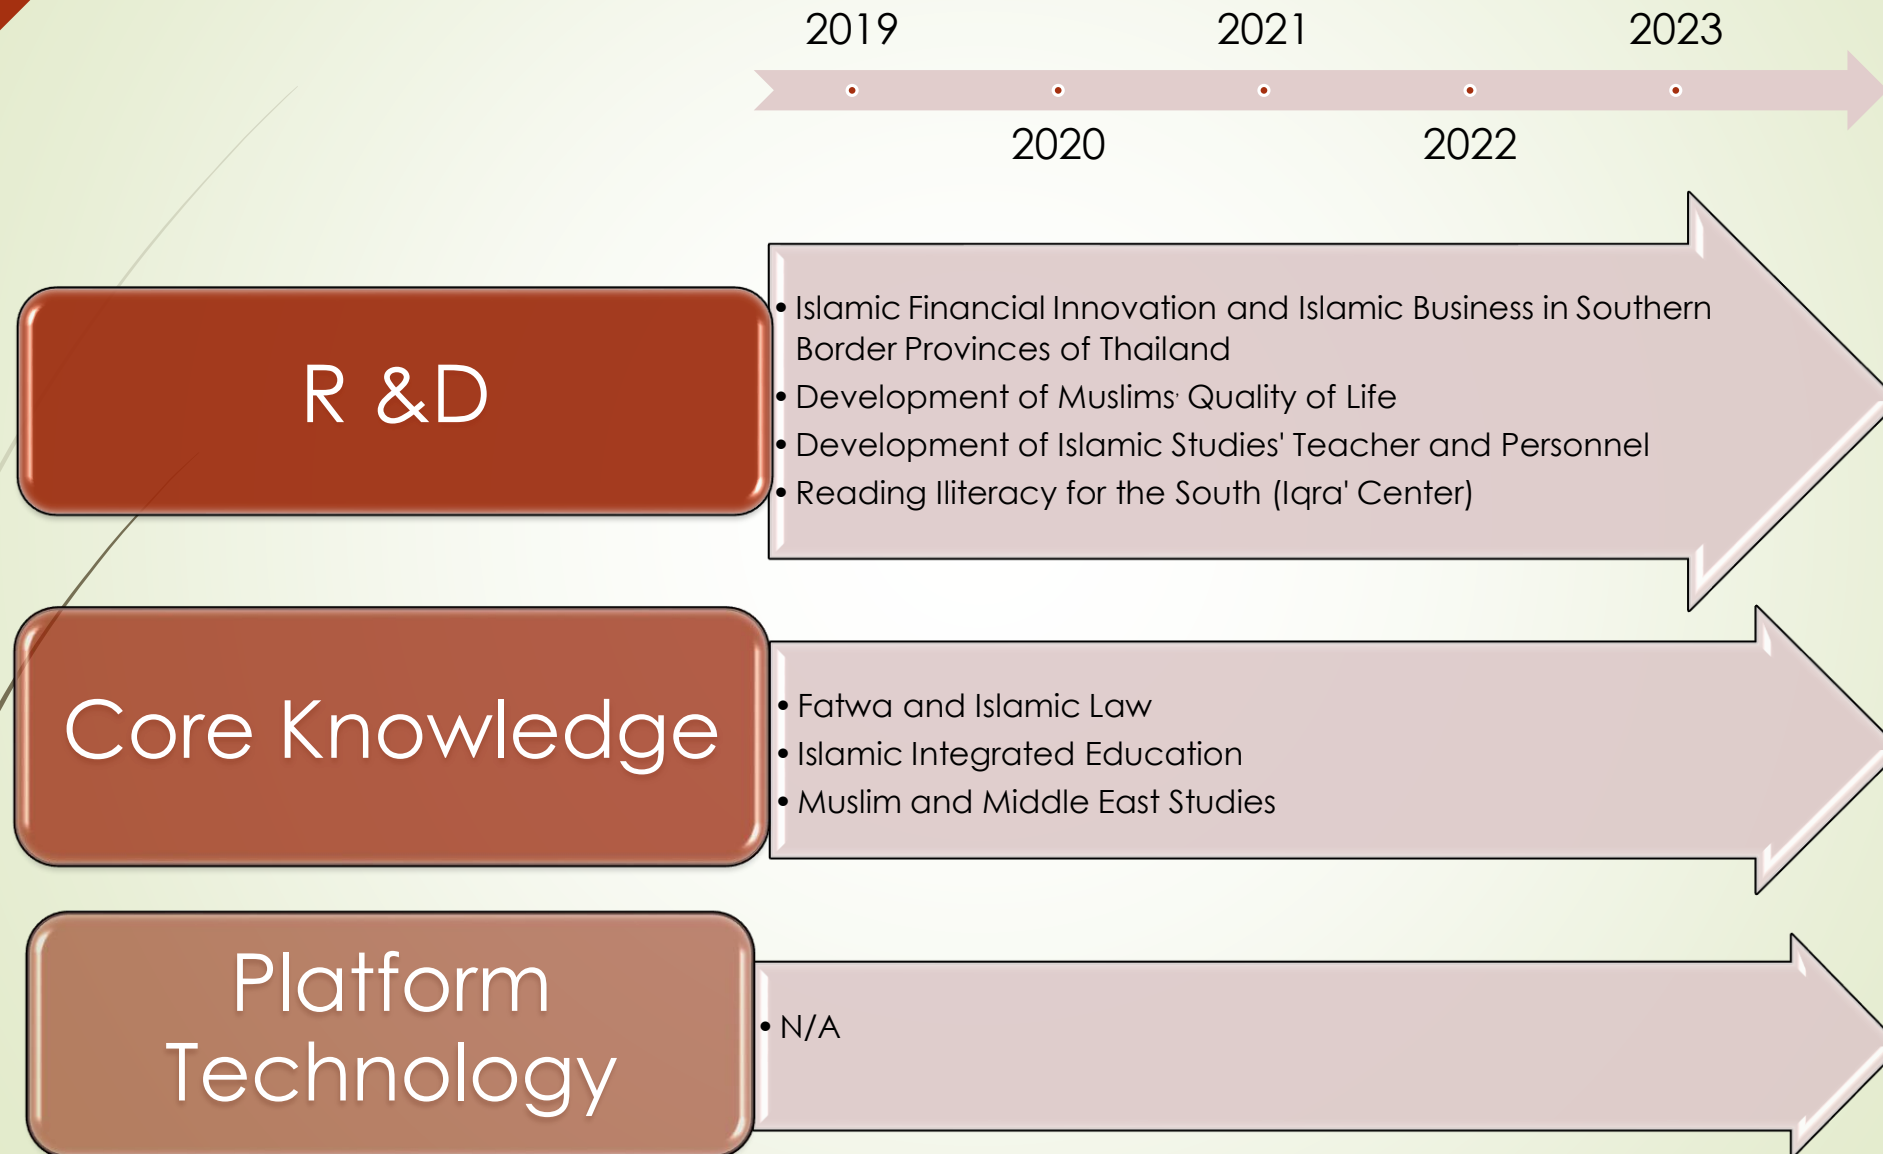 2019 2021 2023
2020 2022
R &D
• Islamic Financial Innovation and Islamic Business in Southern
Border Provinces of Thailand
• Development of Muslims' Quality of Life
• Development of Islamic Studies' Teacher and Personnel
• Reading Iliteracy for the South (Iqra' Center)
Core Knowledge
• Fatwa and Islamic Law
• Islamic Integrated Education
• Muslim and Middle East Studies
Platform
Technology
• N/A